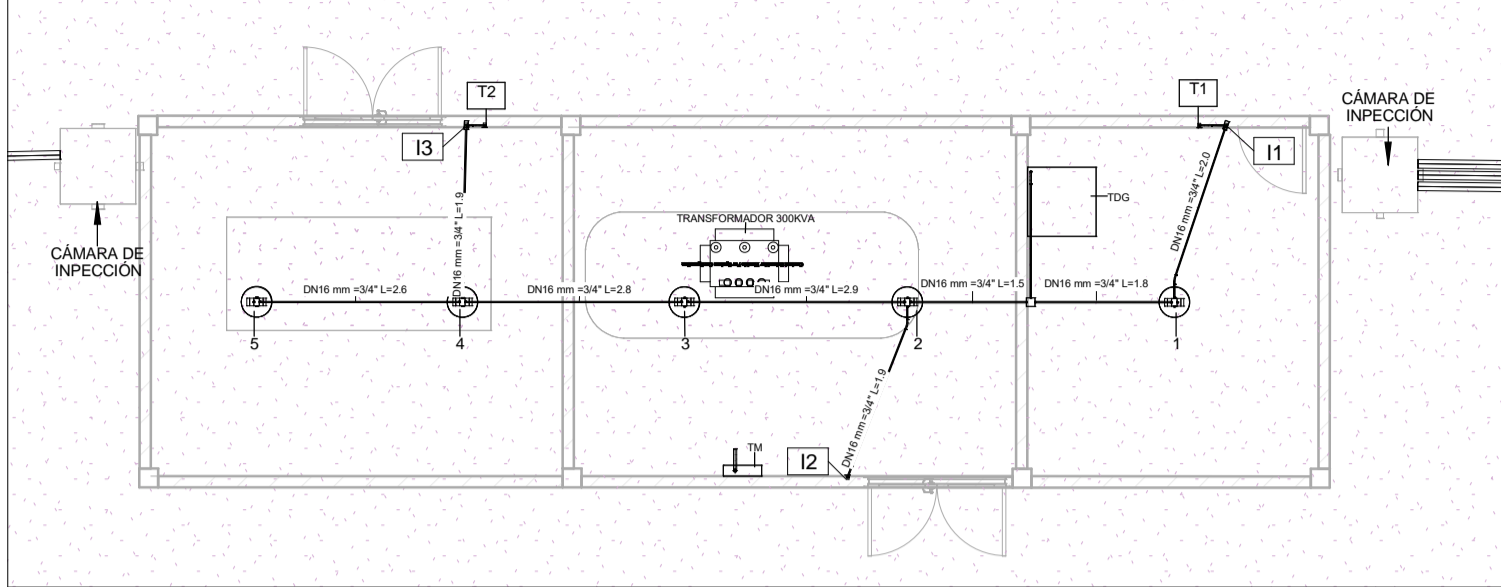 T2
T1
CÁMARA DE
INPECCIÓN
I3
I1
DN16 mm =3/4" L=2.0
DN16 mm =3/4" L=1.9
TDG
TRANSFORMADOR 300KVA
CÁMARA DE
INPECCIÓN
DN16 mm =3/4" L=2.6
DN16 mm =3/4" L=2.8
DN16 mm =3/4" L=2.9
DN16 mm =3/4" L=1.5
DN16 mm =3/4" L=1.8
5
4
3
2
1
DN16 mm =3/4" L=1.9
TM
I2